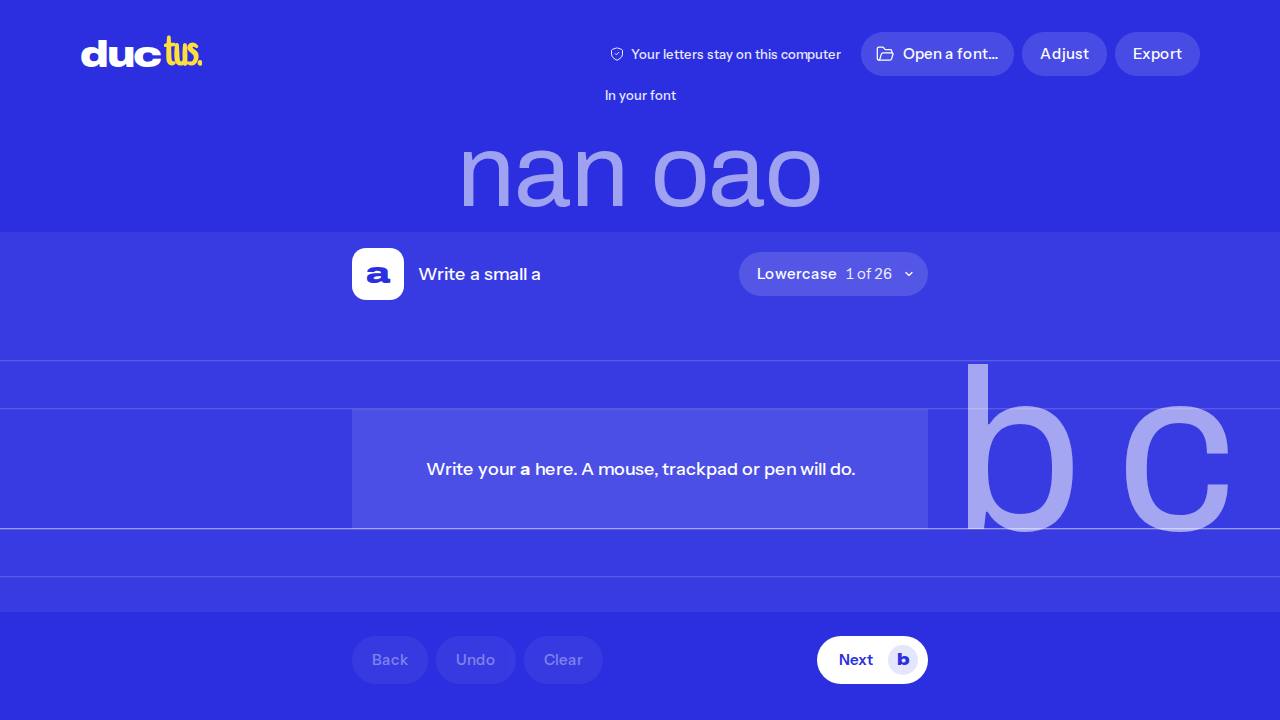 ductus.
Your letters stay on this computer
Open a font...
Adjust
Export
In your font
nan oao
a
Write a small a
Lowercase 1 of 26
Write your a here. A mouse, trackpad or pen will do.
b c
Back
Undo
Clear
Next b